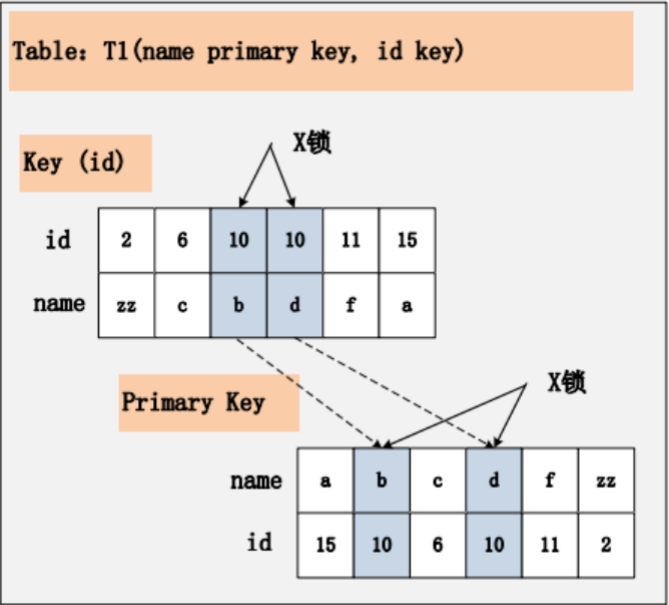 Table: T1(name primary key, id key)
X锁
Key (id)
id 2 6 10 10 11 15
name zz c b d f a
X锁
Primary Key
name a b c d f zz
id 15 10 6 10 11 2